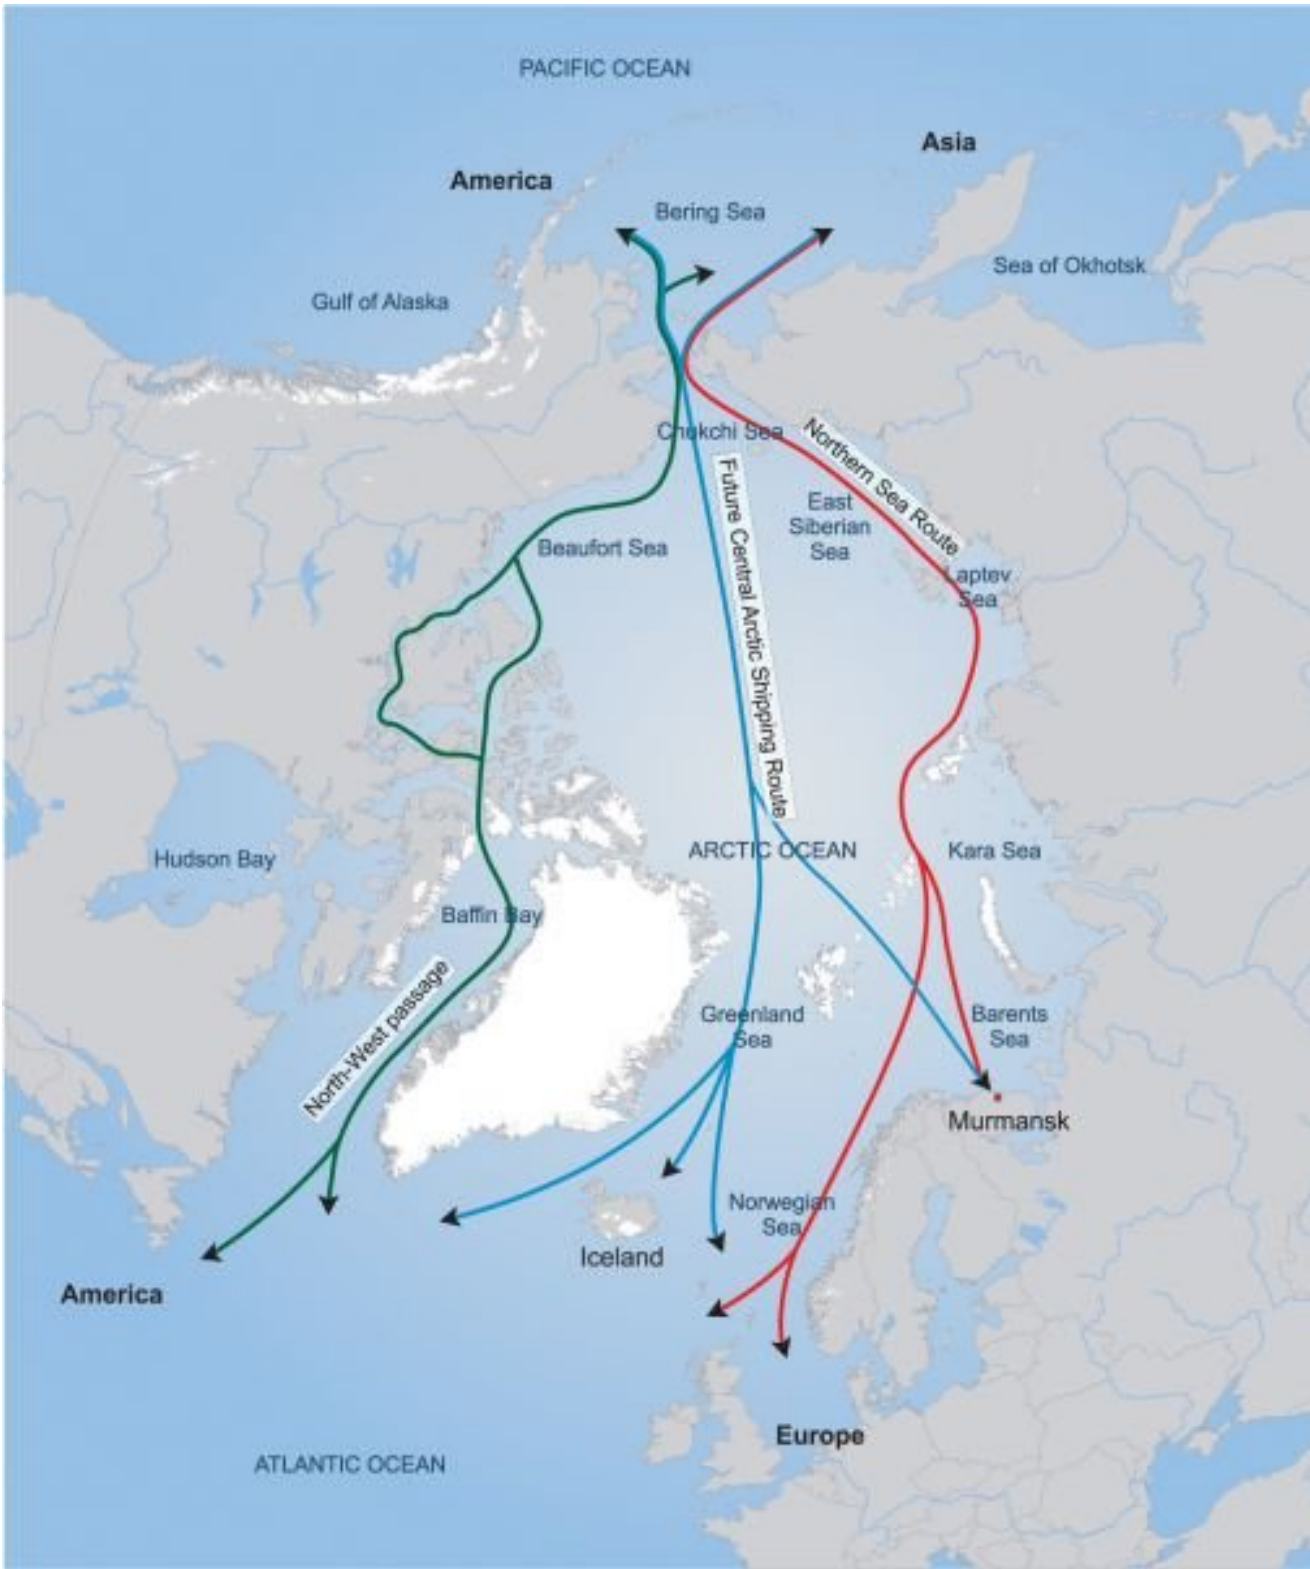 PACIFIC OCEAN
Asia
America
Bering Sea
Sea of Okhotsk
Gulf of Alaska
Chukchi Sea
Northern Sea Route
Future Central Arctic Shipping Route
East
Siberian
Sea
Beaufort Sea
Laptev
Sea
ARCTIC OCEAN
Kara Sea
Hudson Bay
Baffin Bay
North-West passage
Greenland
Sea
Barents
Sea
Murmansk
Norwegian
Sea
Iceland
America
Europe
ATLANTIC OCEAN